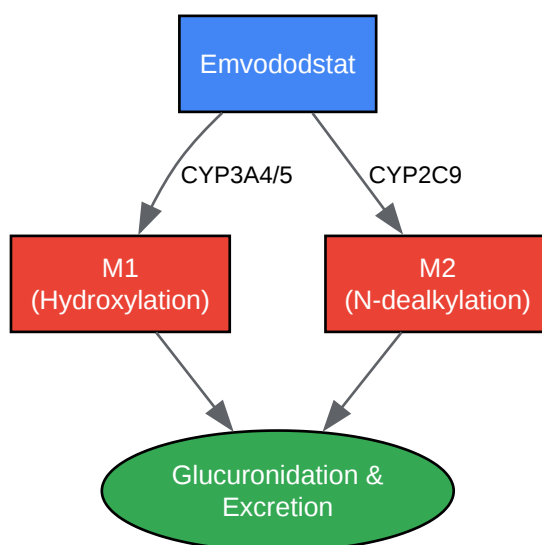 Emvododstat
CYP3A4/5
CYP2C9
M1
(Hydroxylation)
M2
(N-dealkylation)
Glucuronidation &
Excretion